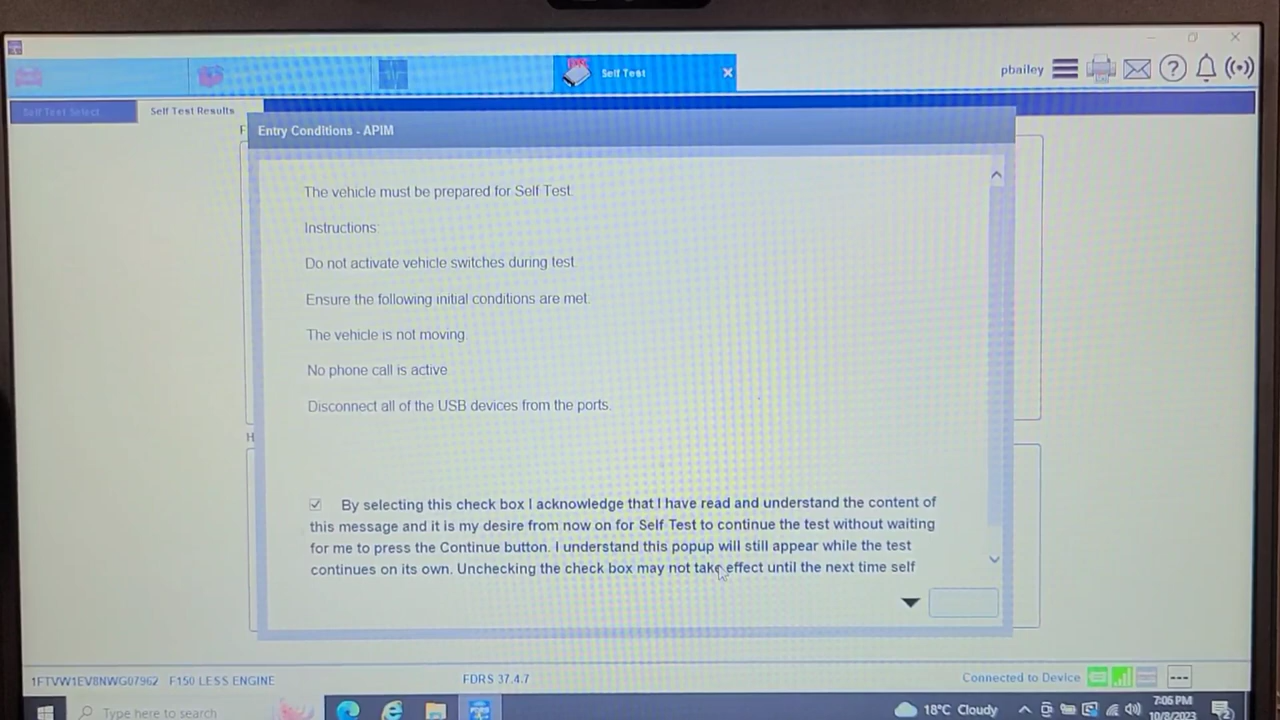 Self Test
pbailey
Self Test Select
Self Test Results
F
Entry Conditions - APIM
The vehicle must be prepared for Self Test.
Instructions:
Do not activate vehicle switches during test.
Ensure the following initial conditions are met:
The vehicle is not moving.
No phone call is active
Disconnect all of the USB devices from the ports.
H
By selecting this check box I acknowledge that I have read and understand the content of
this message and it is my desire from now on for Self Test to continue the test without waiting
for me to press the Continue button. I understand this popup will still appear while the test
continues on its own. Unchecking the check box may not take effect until the next time self
1FTVW1EV8NWG07962 F150 LESS ENGINE
FDRS 37.4.7
Connected to Device
Type here to search
18°C Cloudy
7:06 PM
10/8/2023